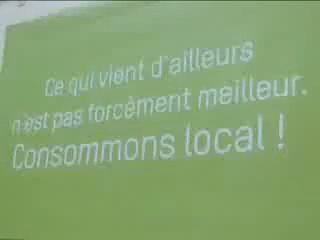 Ce qui vient d'ailleurs
n'est pas forcément meilleur.
Consommons local !